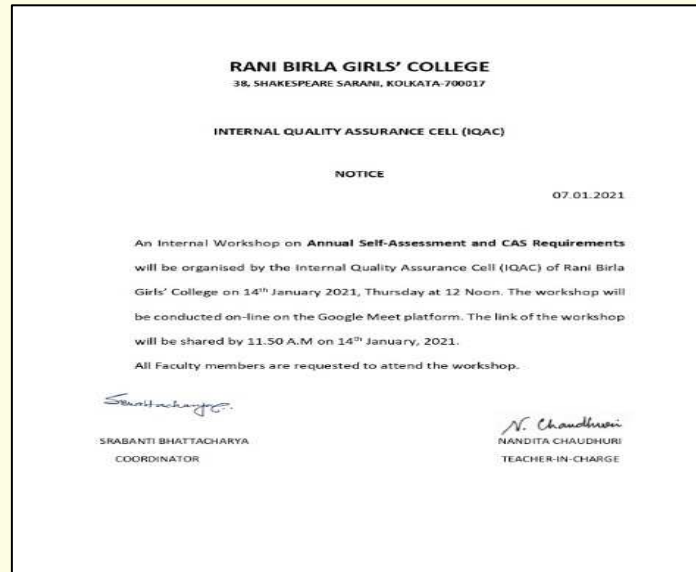 RANI BIRLA GIRLS' COLLEGE
38, SHAKESPEARE SARANI, KOLKATA-700017
INTERNAL QUALITY ASSURANCE CELL (IQAC)
NOTICE
07.01.2021
An Internal Workshop on Annual Self-Assessment and CAS Requirements
will be organised by the Internal Quality Assurance Cell (IQAC) of Rani Birla
Girls' College on 14th January 2021, Thursday at 12 Noon. The workshop will
be conducted on-line on the Google Meet platform. The link of the workshop
will be shared by 11.50 A.M on 14th January, 2021.
All Faculty members are requested to attend the workshop.
N. Chaudhuri
SRABANTI BHATTACHARYA
NANDITA CHAUDHURI
COORDINATOR
TEACHER-IN-CHARGE